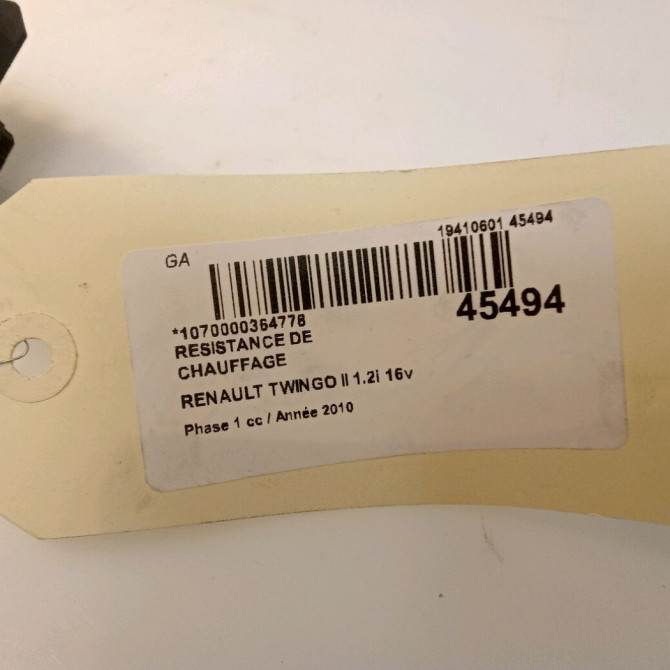 GA
19410601 45494
45494
*1070000364778
RESISTANCE DE
CHAUFFAGE
RENAULT TWINGO II 1.2i 16v
Phase 1 cc / Année 2010